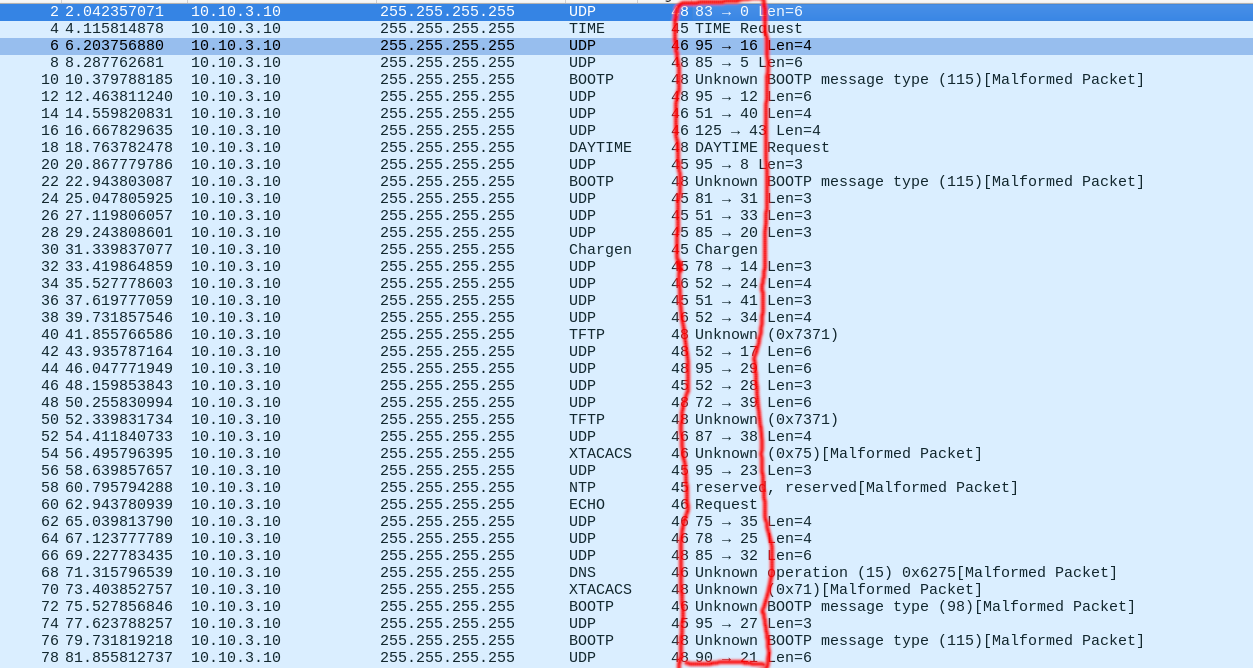 2 2.042357071 10.10.3.10 255.255.255.255 UDP 48 83 → 0 Len=6
4 4.115814878 10.10.3.10 255.255.255.255 TIME 45 TIME Request
6 6.203756880 10.10.3.10 255.255.255.255 UDP 46 95 → 16 Len=4
8 8.287762681 10.10.3.10 255.255.255.255 UDP 48 85 → 5 Len=6
10 10.379788185 10.10.3.10 255.255.255.255 BOOTP 48 Unknown BOOTP message type (115)[Malformed Packet]
12 12.463811240 10.10.3.10 255.255.255.255 UDP 48 95 → 12 Len=6
14 14.559820831 10.10.3.10 255.255.255.255 UDP 46 51 → 40 Len=4
16 16.667829635 10.10.3.10 255.255.255.255 UDP 46 125 → 43 Len=4
18 18.763782478 10.10.3.10 255.255.255.255 DAYTIME 48 DAYTIME Request
20 20.867779786 10.10.3.10 255.255.255.255 UDP 45 95 → 8 Len=3
22 22.943803087 10.10.3.10 255.255.255.255 BOOTP 48 Unknown BOOTP message type (115)[Malformed Packet]
24 25.047805925 10.10.3.10 255.255.255.255 UDP 45 81 → 31 Len=3
26 27.119806057 10.10.3.10 255.255.255.255 UDP 45 51 → 33 Len=3
28 29.243808601 10.10.3.10 255.255.255.255 UDP 45 85 → 20 Len=3
30 31.339837077 10.10.3.10 255.255.255.255 Chargen 45 Chargen
32 33.419864859 10.10.3.10 255.255.255.255 UDP 45 78 → 14 Len=3
34 35.527778603 10.10.3.10 255.255.255.255 UDP 46 52 → 24 Len=4
36 37.619777059 10.10.3.10 255.255.255.255 UDP 45 51 → 41 Len=3
38 39.731857546 10.10.3.10 255.255.255.255 UDP 46 52 → 34 Len=4
40 41.855766586 10.10.3.10 255.255.255.255 TFTP 48 Unknown (0x7371)
42 43.935787164 10.10.3.10 255.255.255.255 UDP 48 52 → 17 Len=6
44 46.047771949 10.10.3.10 255.255.255.255 UDP 48 95 → 29 Len=6
46 48.159853843 10.10.3.10 255.255.255.255 UDP 45 52 → 28 Len=3
48 50.255830994 10.10.3.10 255.255.255.255 UDP 48 72 → 39 Len=6
50 52.339831734 10.10.3.10 255.255.255.255 TFTP 48 Unknown (0x7371)
52 54.411840733 10.10.3.10 255.255.255.255 UDP 46 87 → 38 Len=4
54 56.495796395 10.10.3.10 255.255.255.255 XTACACS 46 Unknown (0x75)[Malformed Packet]
56 58.639857657 10.10.3.10 255.255.255.255 UDP 45 95 → 23 Len=3
58 60.795794288 10.10.3.10 255.255.255.255 NTP 45 reserved, reserved[Malformed Packet]
60 62.943780939 10.10.3.10 255.255.255.255 ECHO 46 Request
62 65.039813790 10.10.3.10 255.255.255.255 UDP 46 75 → 35 Len=4
64 67.123777789 10.10.3.10 255.255.255.255 UDP 46 78 → 25 Len=4
66 69.227783435 10.10.3.10 255.255.255.255 UDP 48 85 → 32 Len=6
68 71.315796539 10.10.3.10 255.255.255.255 DNS 46 Unknown operation (15) 0x6275[Malformed Packet]
70 73.403852757 10.10.3.10 255.255.255.255 XTACACS 48 Unknown (0x71)[Malformed Packet]
72 75.527856846 10.10.3.10 255.255.255.255 BOOTP 46 Unknown BOOTP message type (98)[Malformed Packet]
74 77.623788257 10.10.3.10 255.255.255.255 UDP 45 95 → 27 Len=3
76 79.731819218 10.10.3.10 255.255.255.255 BOOTP 48 Unknown BOOTP message type (115)[Malformed Packet]
78 81.855812737 10.10.3.10 255.255.255.255 UDP 48 90 → 21 Len=6